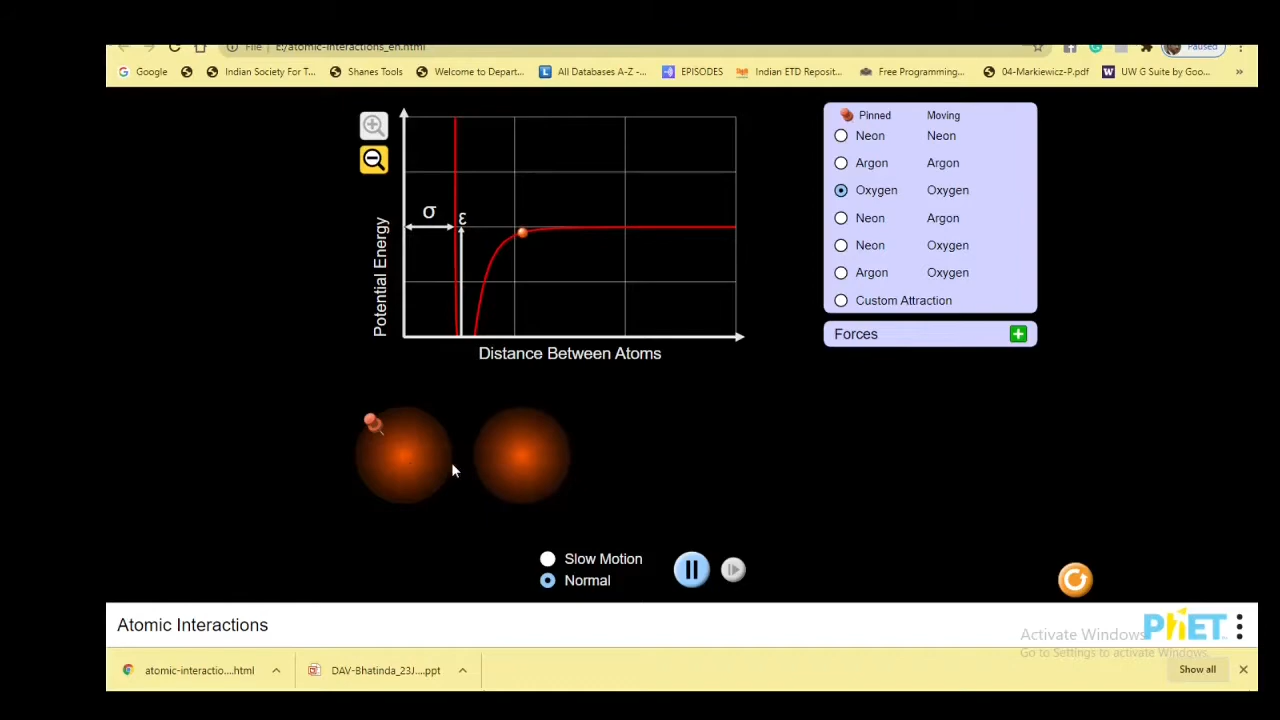 File | E:/atomic-interactions_en.html Paused
Google Indian Society For T... Shanes Tools Welcome to Depart... All Databases A-Z -... EPISODES Indian ETD Reposit... Free Programming... 04-Markiewicz-P.pdf UW G Suite by Goo... »
σ
ε
Potential Energy
Distance Between Atoms
Pinned Moving
Neon Neon
Argon Argon
Oxygen Oxygen
Neon Argon
Neon Oxygen
Argon Oxygen
Custom Attraction
Forces
Slow Motion
Normal
Atomic Interactions
PhET
Activate Windows
Go to Settings to activate Windows.
atomic-interactio....html DAV-Bhatinda_23J....ppt Show all